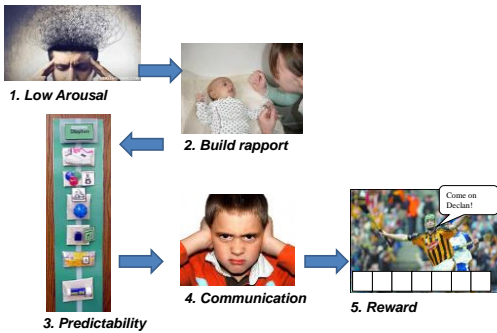 1. Low Arousal
2. Build rapport
3. Predictability
4. Communication
Come on
Declan!
5. Reward